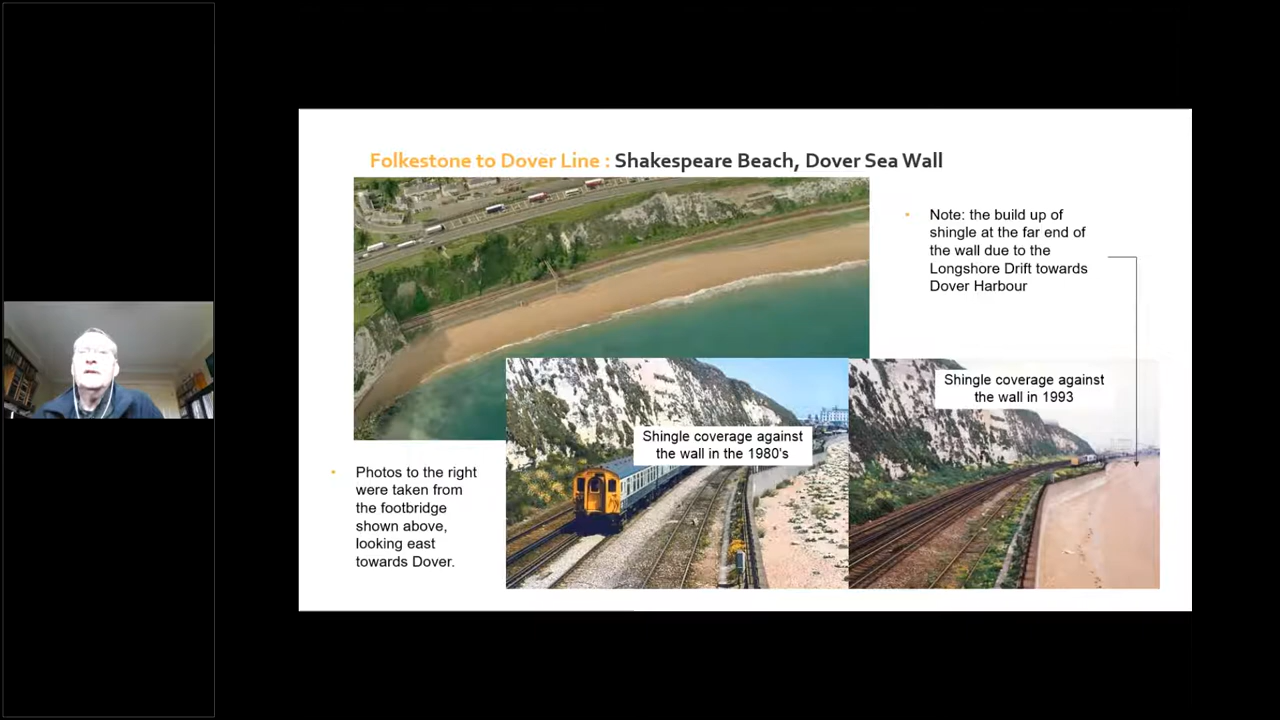 Folkestone to Dover Line : Shakespeare Beach, Dover Sea Wall
• Note: the build up of
shingle at the far end of
the wall due to the
Longshore Drift towards
Dover Harbour
Shingle coverage against
the wall in 1993
Shingle coverage against
the wall in the 1980's
• Photos to the right
were taken from
the footbridge
shown above,
looking east
towards Dover.